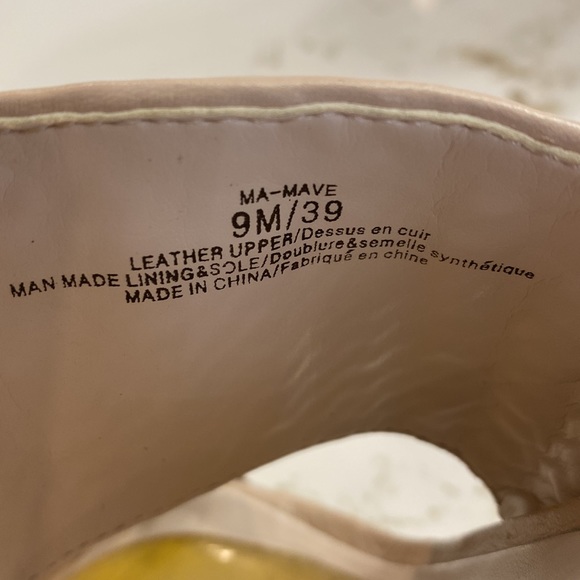 MA-MAVE
9M/39
LEATHER UPPER/Dessus en cuir
MAN MADE LINING&SOLE/Doublure&semelle synthétique
MADE IN CHINA/Fabriqué en chine